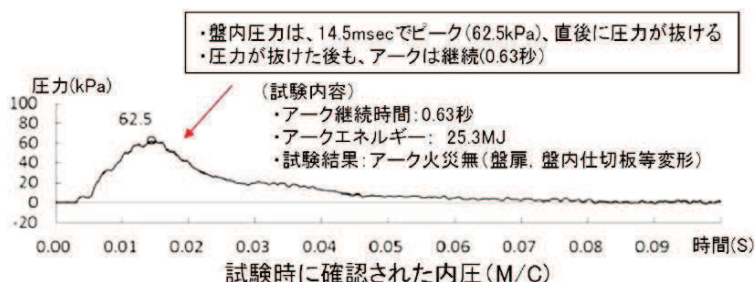 ・盤内圧力は、14.5msecでピーク(62.5kPa)、直後に圧力が抜ける
・圧力が抜けた後も、アークは継続(0.63秒)
圧力(kPa)
(試験内容)
・アーク継続時間:0.63秒
・アークエネルギー: 25.3MJ
・試験結果:アーク火災無(盤扉、盤内仕切板等変形)
62.5
100
80
60
40
20
0
-20
0.00 0.01 0.02 0.03 0.04 0.05 0.06 0.07 0.08 0.09 時間(S)
試験時に確認された内圧(M/C)